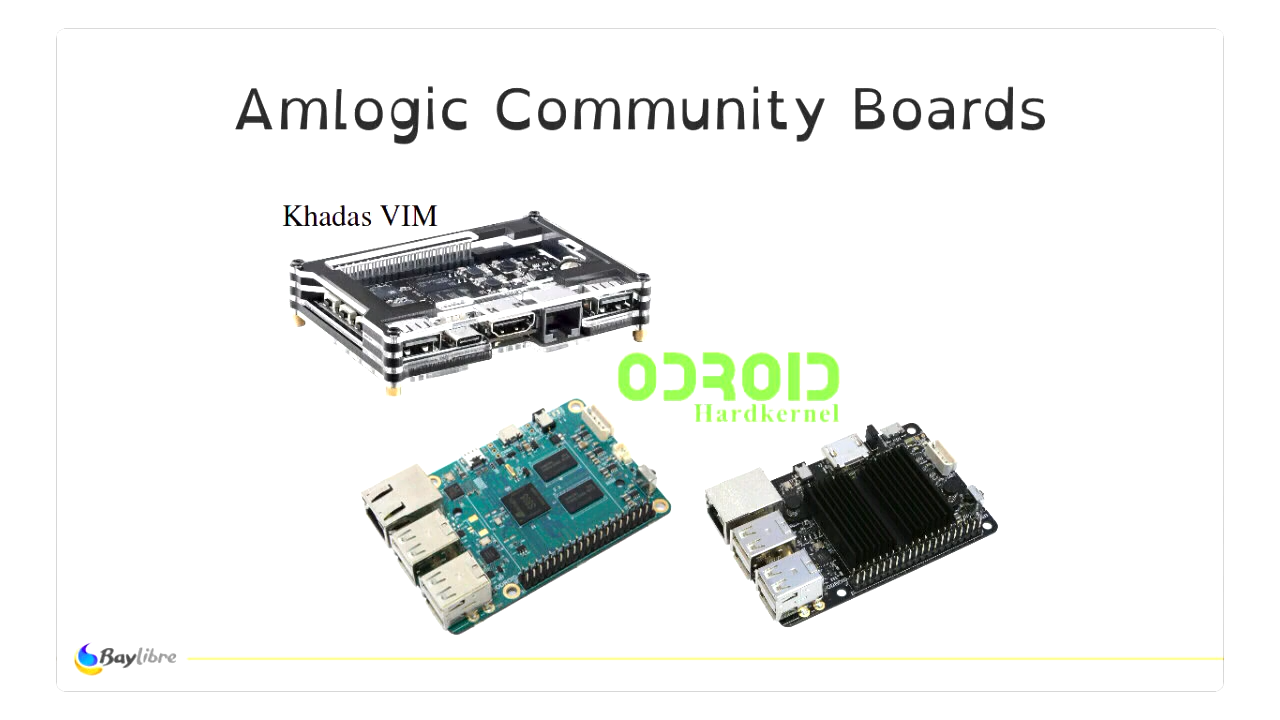 Amlogic Community Boards
Khadas VIM
ODROID
Hardkernel
Baylibre